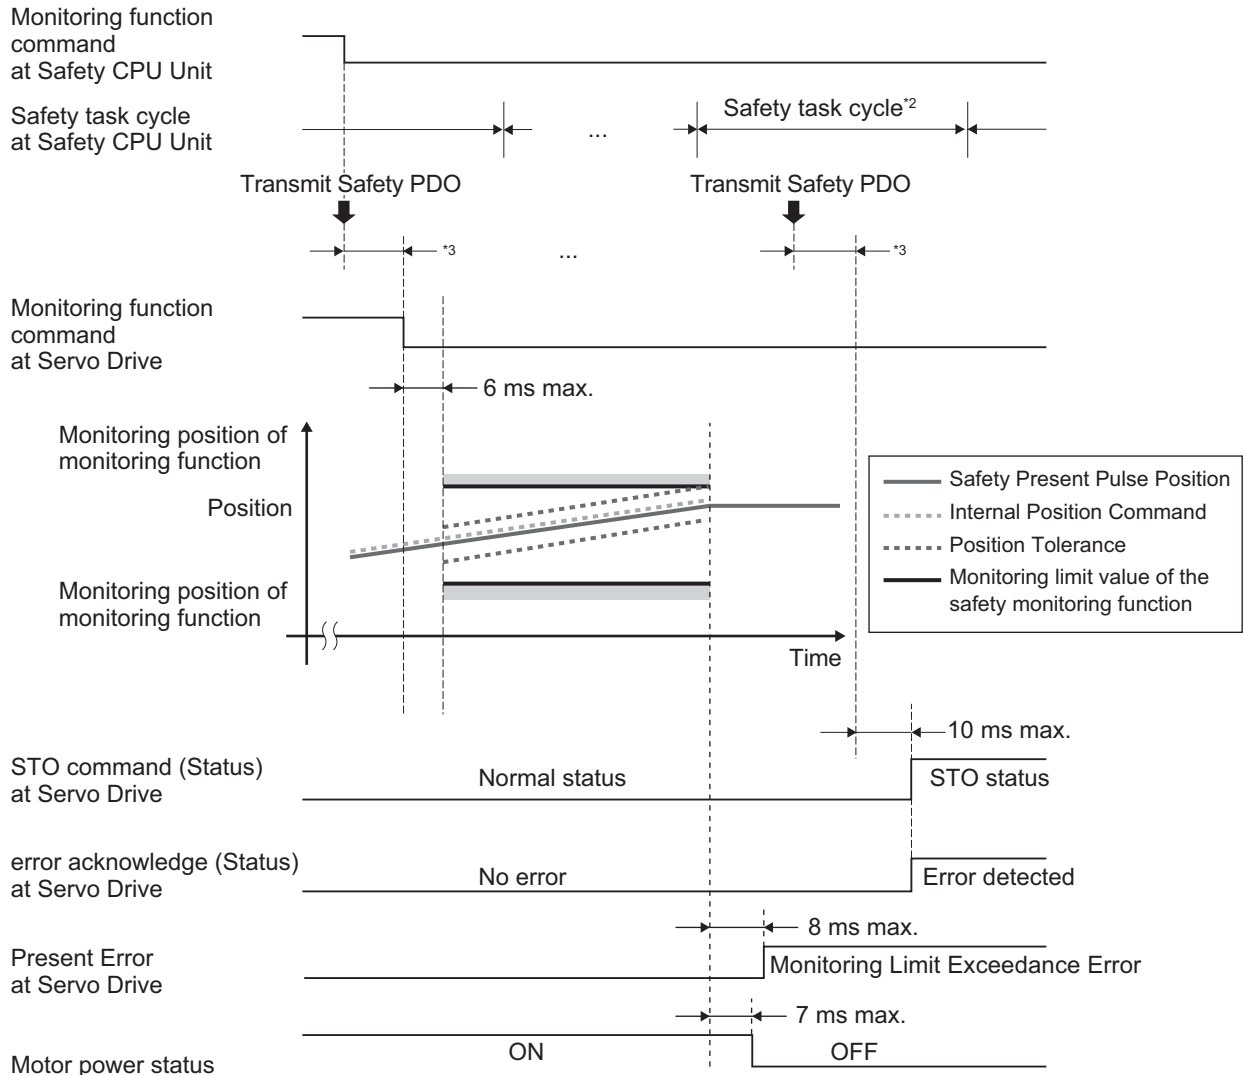 Monitoring function
command
at Safety CPU Unit
Safety task cycle
at Safety CPU Unit
...
Safety task cycle*2
Transmit Safety PDO
Transmit Safety PDO
*3
...
*3
Monitoring function
command
at Servo Drive
6 ms max.
Monitoring position of
monitoring function
Position
Monitoring position of
monitoring function
Time
Safety Present Pulse Position
Internal Position Command
Position Tolerance
Monitoring limit value of the
safety monitoring function
10 ms max.
STO command (Status)
at Servo Drive
Normal status
STO status
error acknowledge (Status)
at Servo Drive
No error
Error detected
8 ms max.
Present Error
at Servo Drive
Monitoring Limit Exceedance Error
7 ms max.
Motor power status
ON
OFF